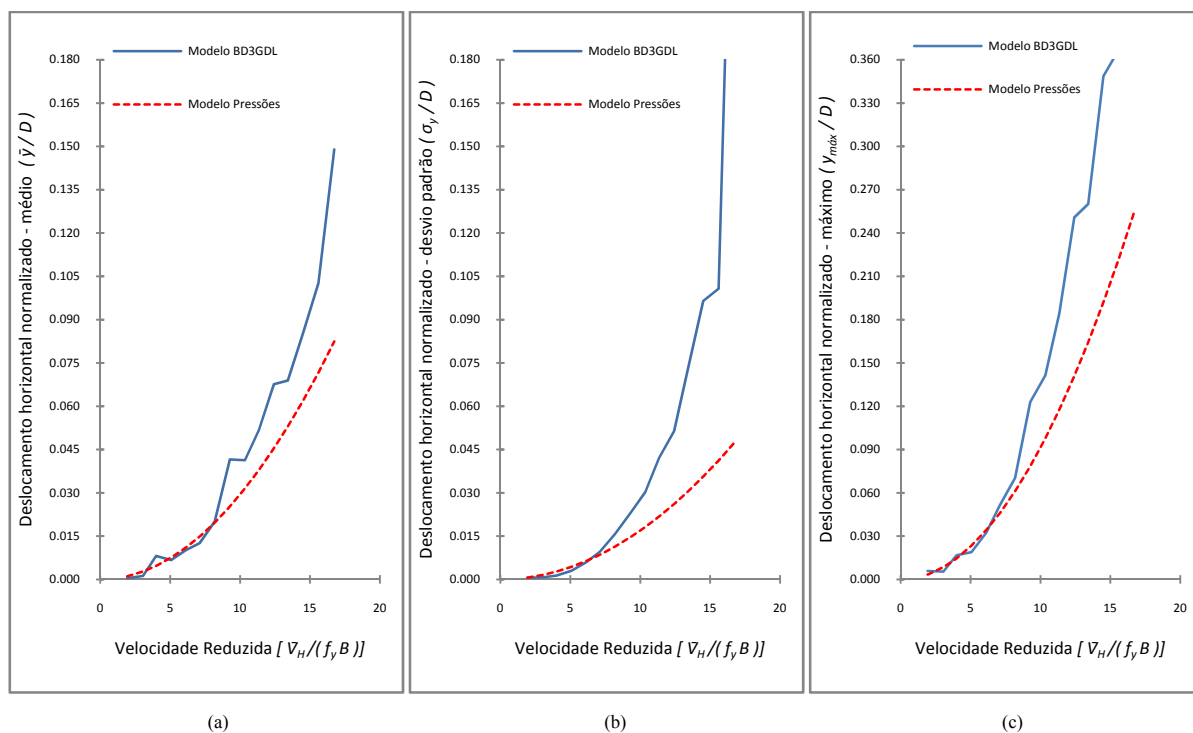 Deslocamento horizontal normalizado - médio ( ȳ / D )
0.180
0.165
0.150
0.135
0.120
0.105
0.090
0.075
0.060
0.045
0.030
0.015
0.000
Modelo BD3GDL
Modelo Pressões
0 5 10 15 20
Velocidade Reduzida [ V̄H /( fy B )]
(a)
Deslocamento horizontal normalizado - desvio padrão ( σy / D )
0.180
0.165
0.150
0.135
0.120
0.105
0.090
0.075
0.060
0.045
0.030
0.015
0.000
Modelo BD3GDL
Modelo Pressões
0 5 10 15 20
Velocidade Reduzida [ V̄H /( fy B )]
(b)
Deslocamento horizontal normalizado - máximo ( ymáx / D )
0.360
0.330
0.300
0.270
0.240
0.210
0.180
0.150
0.120
0.090
0.060
0.030
0.000
Modelo BD3GDL
Modelo Pressões
0 5 10 15 20
Velocidade Reduzida [ V̄H /( fy B )]
(c)